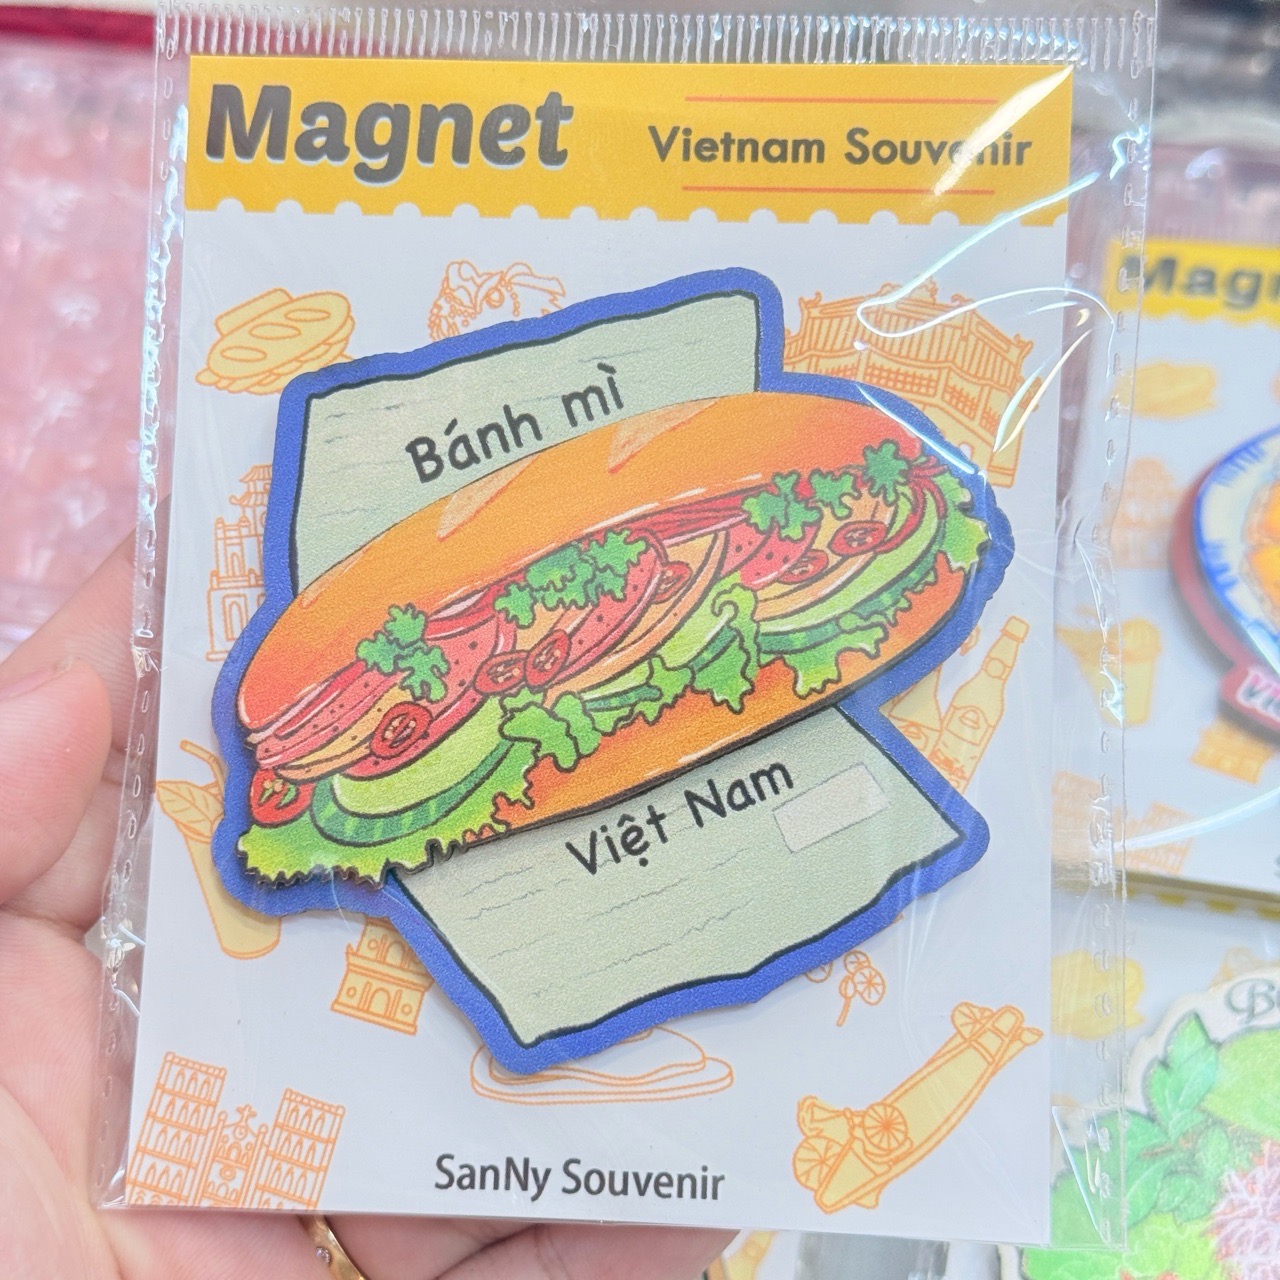 Magnet
Vietnam Souvenir
Bánh mì
Việt Nam
SanNy Souvenir